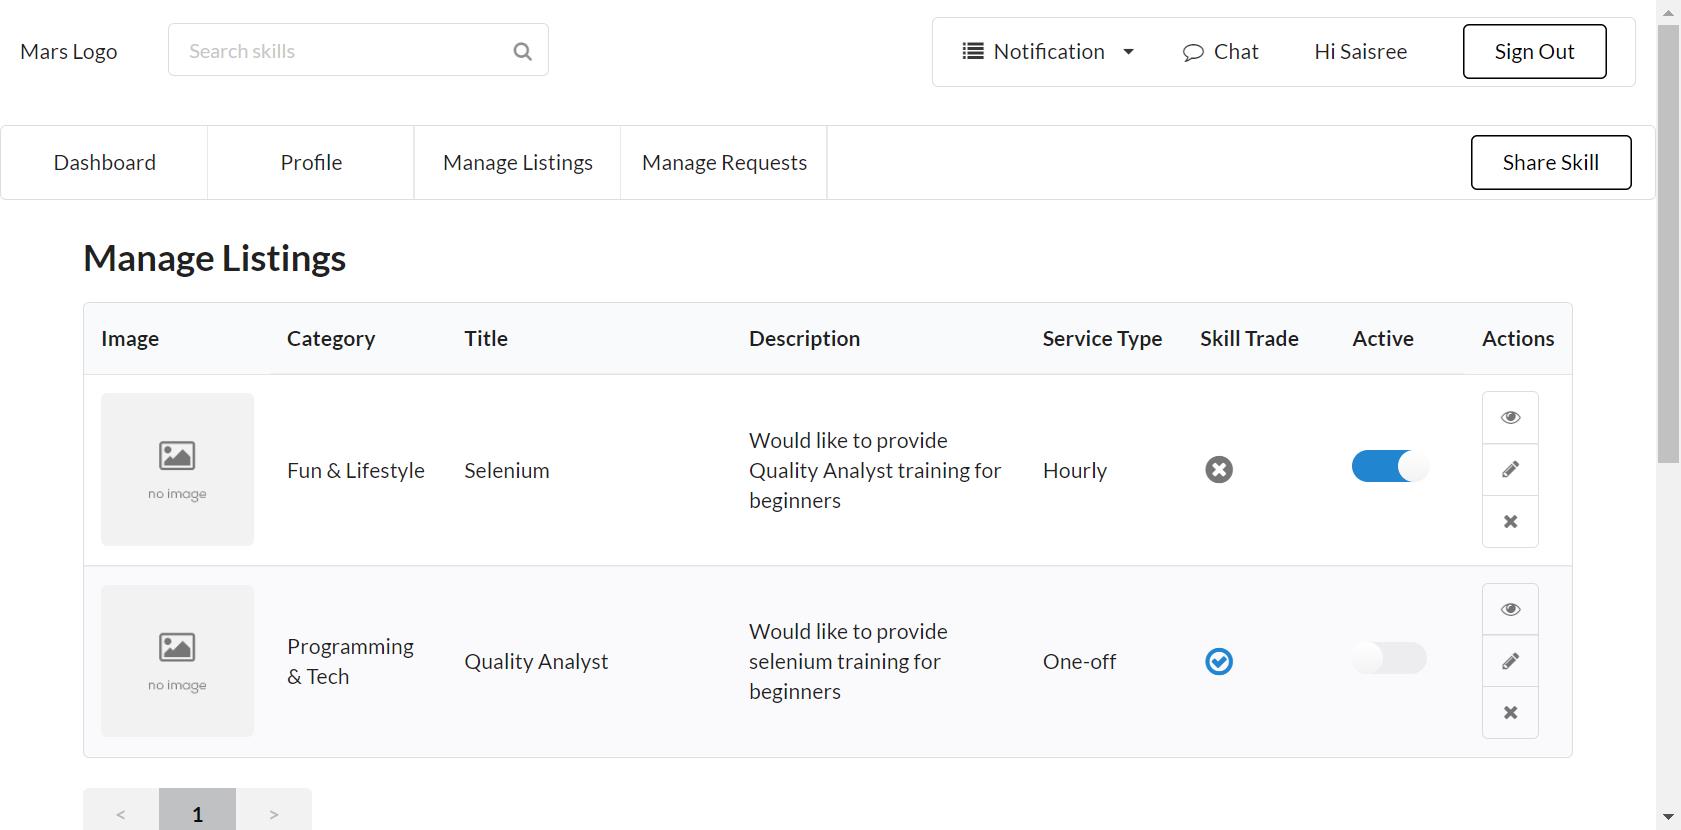 Mars Logo
Search skills
Notification
Chat
Hi Saisree
Sign Out
Dashboard
Profile
Manage Listings
Manage Requests
Share Skill
Manage Listings
Image Category Title Description Service Type Skill Trade Active Actions
no image
Fun & Lifestyle
Selenium
Would like to provide
Quality Analyst training for
beginners
Hourly
no image
Programming
& Tech
Quality Analyst
Would like to provide
selenium training for
beginners
One-off
< 1 >